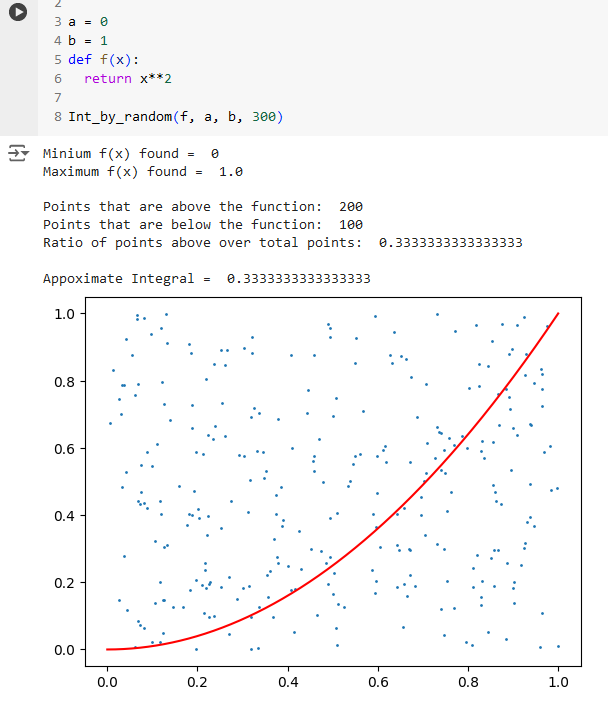 2
3 a = 0
4 b = 1
5 def f(x):
6   return x**2
7
8 Int_by_random(f, a, b, 300)
Minium f(x) found =  0
Maximum f(x) found =  1.0
Points that are above the function:  200
Points that are below the function:  100
Ratio of points above over total points:  0.3333333333333333
Appoximate Integral =  0.3333333333333333
1.0
0.8
0.6
0.4
0.2
0.0
0.0 0.2 0.4 0.6 0.8 1.0